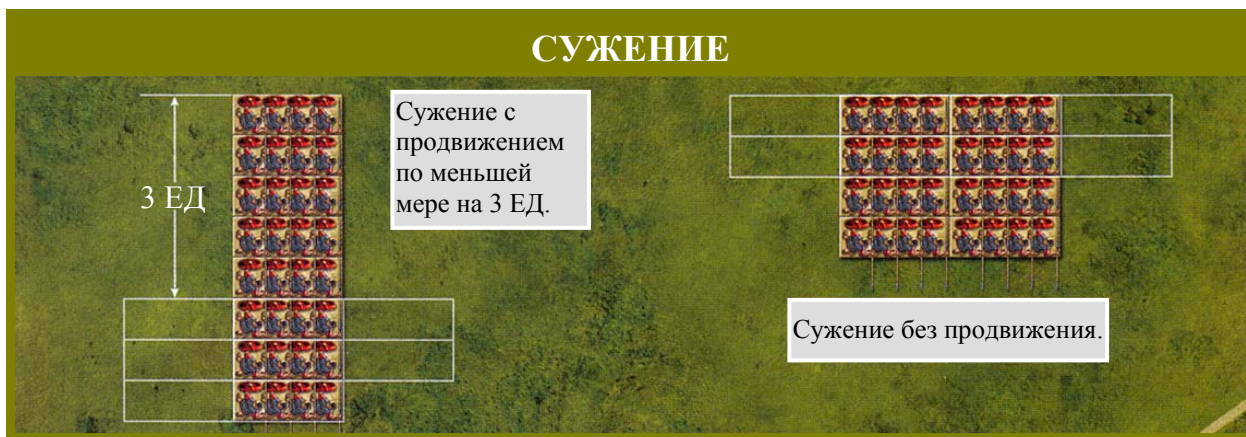 СУЖЕНИЕ
3 ЕД
Сужение с
продвижением
по меньшей
мере на 3 ЕД.
Сужение без продвижения.